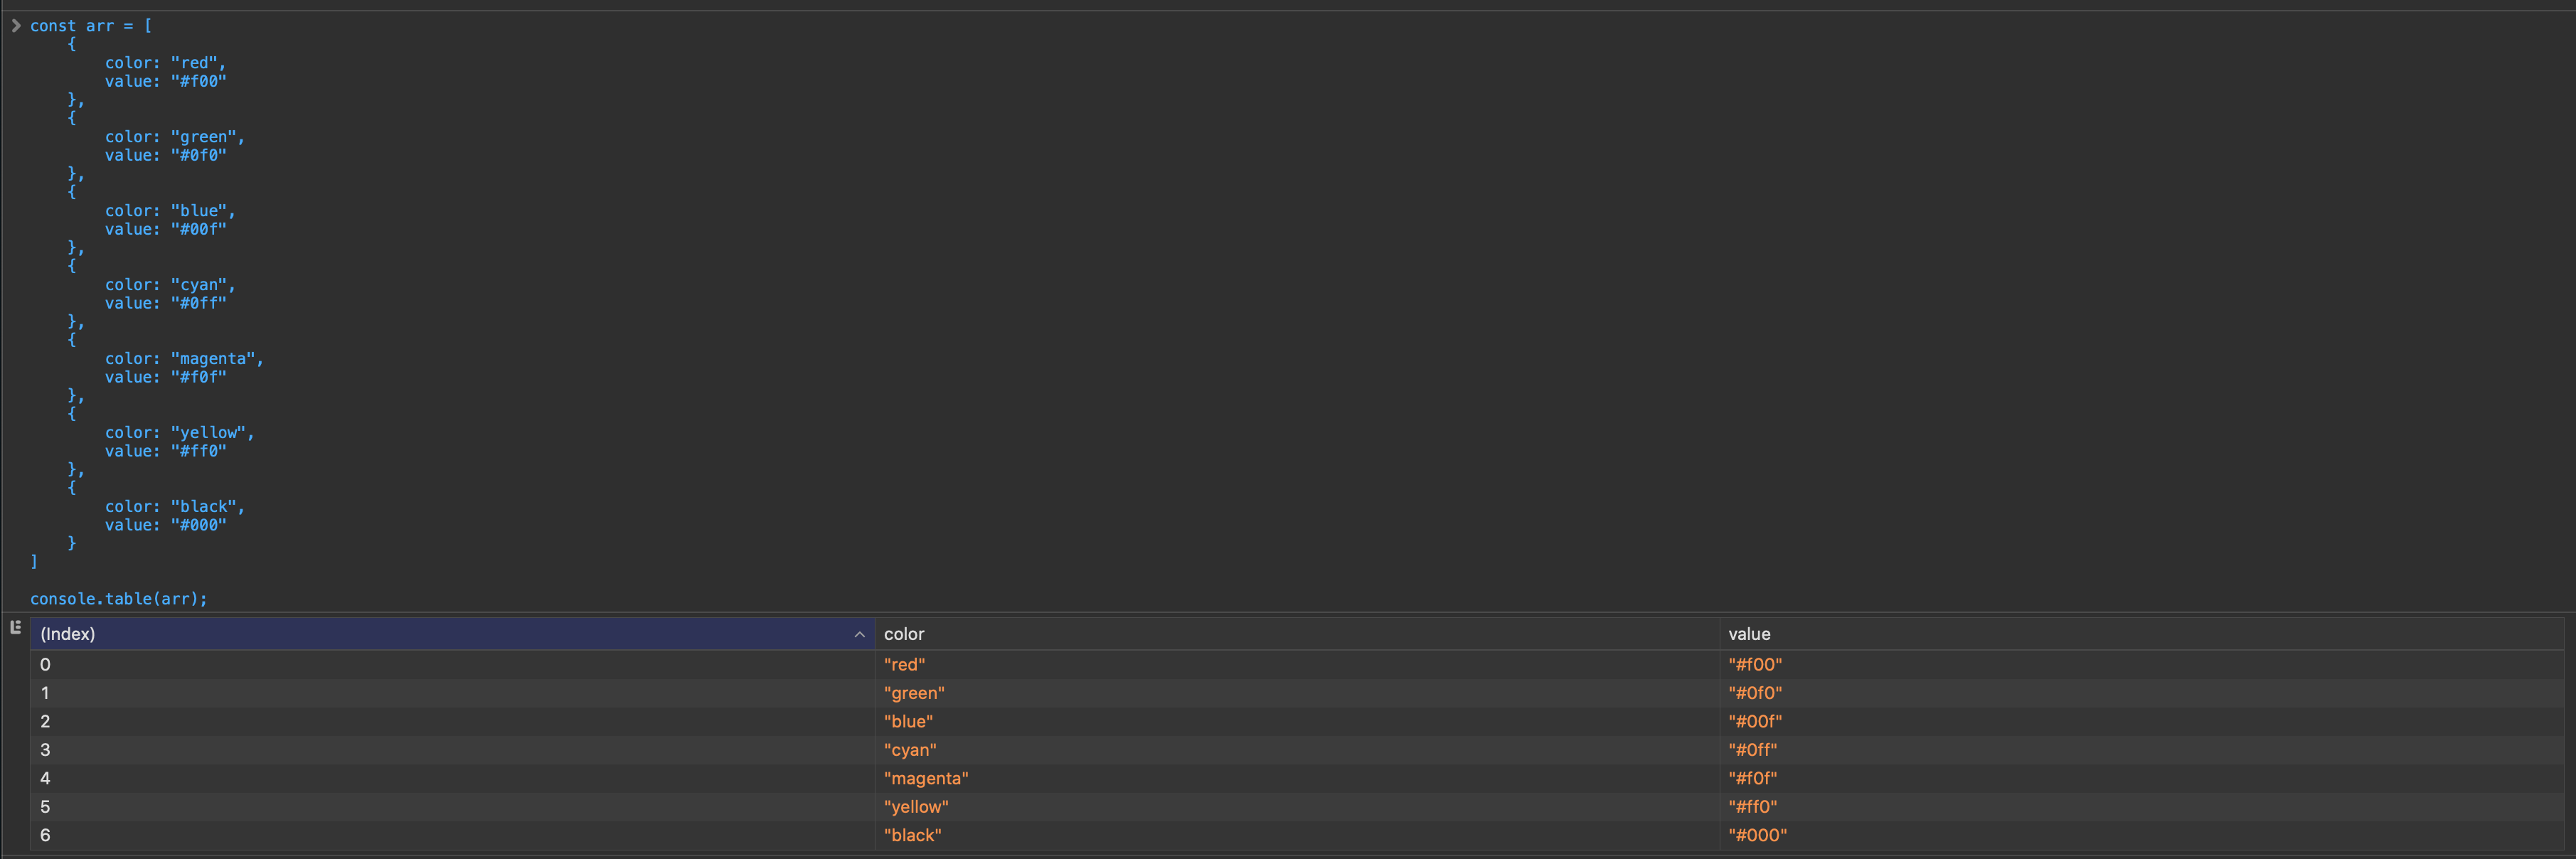 const arr = [
    {
        color: "red",
        value: "#f00"
    },
    {
        color: "green",
        value: "#0f0"
    },
    {
        color: "blue",
        value: "#00f"
    },
    {
        color: "cyan",
        value: "#0ff"
    },
    {
        color: "magenta",
        value: "#f0f"
    },
    {
        color: "yellow",
        value: "#ff0"
    },
    {
        color: "black",
        value: "#000"
    }
]
console.table(arr);
(Index) color value
0 "red" "#f00"
1 "green" "#0f0"
2 "blue" "#00f"
3 "cyan" "#0ff"
4 "magenta" "#f0f"
5 "yellow" "#ff0"
6 "black" "#000"